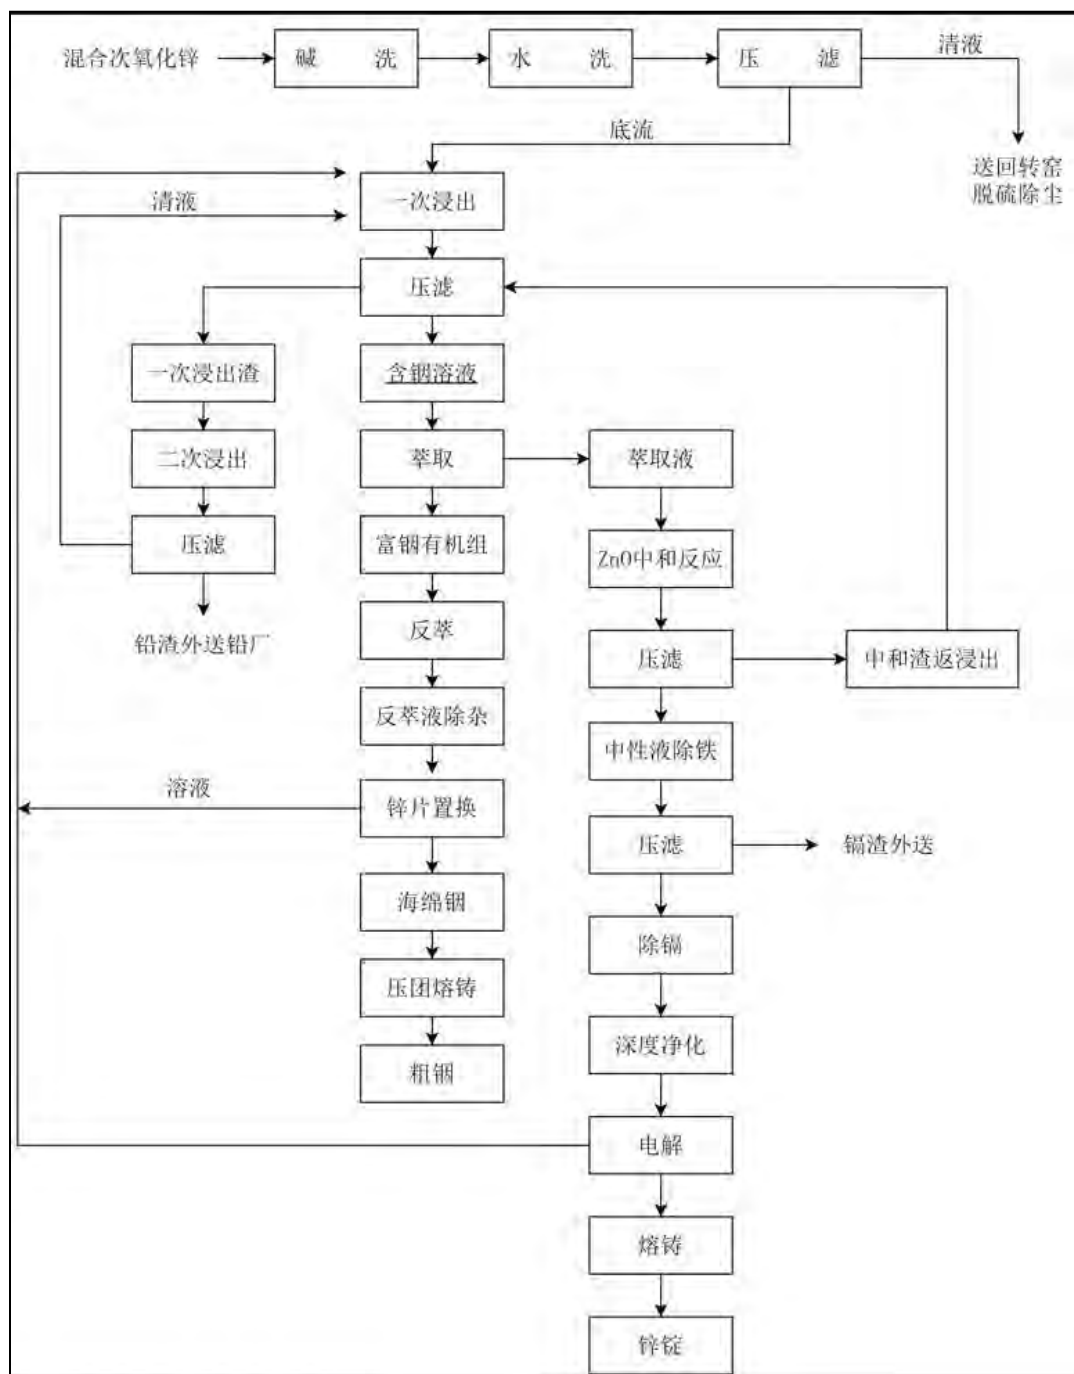 混合次氧化锌
碱 洗
水 洗
压 滤
清液
底流
送回转窑
脱硫除尘
一次浸出
清液
压滤
一次浸出渣
含铟溶液
二次浸出
萃取
萃取液
压滤
富铟有机组
ZnO中和反应
铅渣外送铅厂
反萃
压滤
中和渣返浸出
反萃液除杂
中性液除铁
溶液
锌片置换
压滤
镉渣外送
海绵铟
除镉
压团熔铸
深度净化
粗铟
电解
熔铸
锌锭